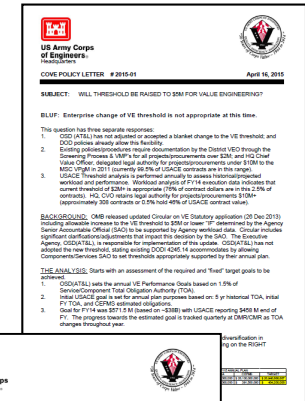 US Army Corps
of Engineers®
Headquarters
COVE POLICY LETTER # 2015-01 April 16, 2015
SUBJECT: WILL THRESHOLD BE RAISED TO $5M FOR VALUE ENGINEERING?
BLUF: Enterprise change of VE threshold is not appropriate at this time.
This question has three separate responses:
1. OSD (AT&L) has not adjusted or accepted a blanket change to the VE threshold; and
DOD policies already allow this flexibility.
2. Existing policies/procedures require documentation by the District VEO through the
Screening Process & VMP's for all projects/procurements over $2M; and HQ Chief
Value Officer, delegated legal authority for projects/procurements under $10M to the
MSC VPgM in 2011 (currently 99.5% of USACE contracts are in this range).
3. USACE Threshold analysis is performed annually to assess historical/projected
workload and performance. Workload analysis of FY14 execution data indicates that
current threshold of $2M+ is appropriate (78% of contract dollars are in this 2.5% of
contracts). HQ, CVO retains legal authority for projects/procurements $10M+
(approximately 308 contracts or 0.5% hold 46% of USACE contract value).
BACKGROUND: OMB released updated Circular on VE Statutory application (20 Dec 2013)
including allowance to increase the VE threshold to $5M or lower "IF" determined by the Agency
Senior Accountable Official (SAO) to be supported by Agency workload data. Circular includes
significant clarifications/adjustments that impact this decision by the SAO. The Executive
Agency, OSD(AT&L), is responsible for implementation of this update. OSD(AT&L) has not
adopted the new threshold, stating existing DODI 4245.14 accommodates by allowing
Components/Services SAO to set thresholds appropriately supported by their annual plan.
THE ANALYSIS: Starts with an assessment of the required and "fixed" target goals to be
achieved.
1. OSD(AT&L) sets the annual VE Performance Goals based on 1.5% of
Service/Component Total Obligation Authority (TOA).
2. Initial USACE goal is set for annual plan purposes based on: 5 yr historical TOA, initial
FY TOA, and CEFMS obligations.
3. Goal for FY14 was $571.5 M (based on ~$38B) with USACE reporting $458 M end of
FY. The progress towards the estimated goal is tracked quarterly at DMR/CMR as TOA
changes throughout year.
diversification in
ng on the RIGHT
ps